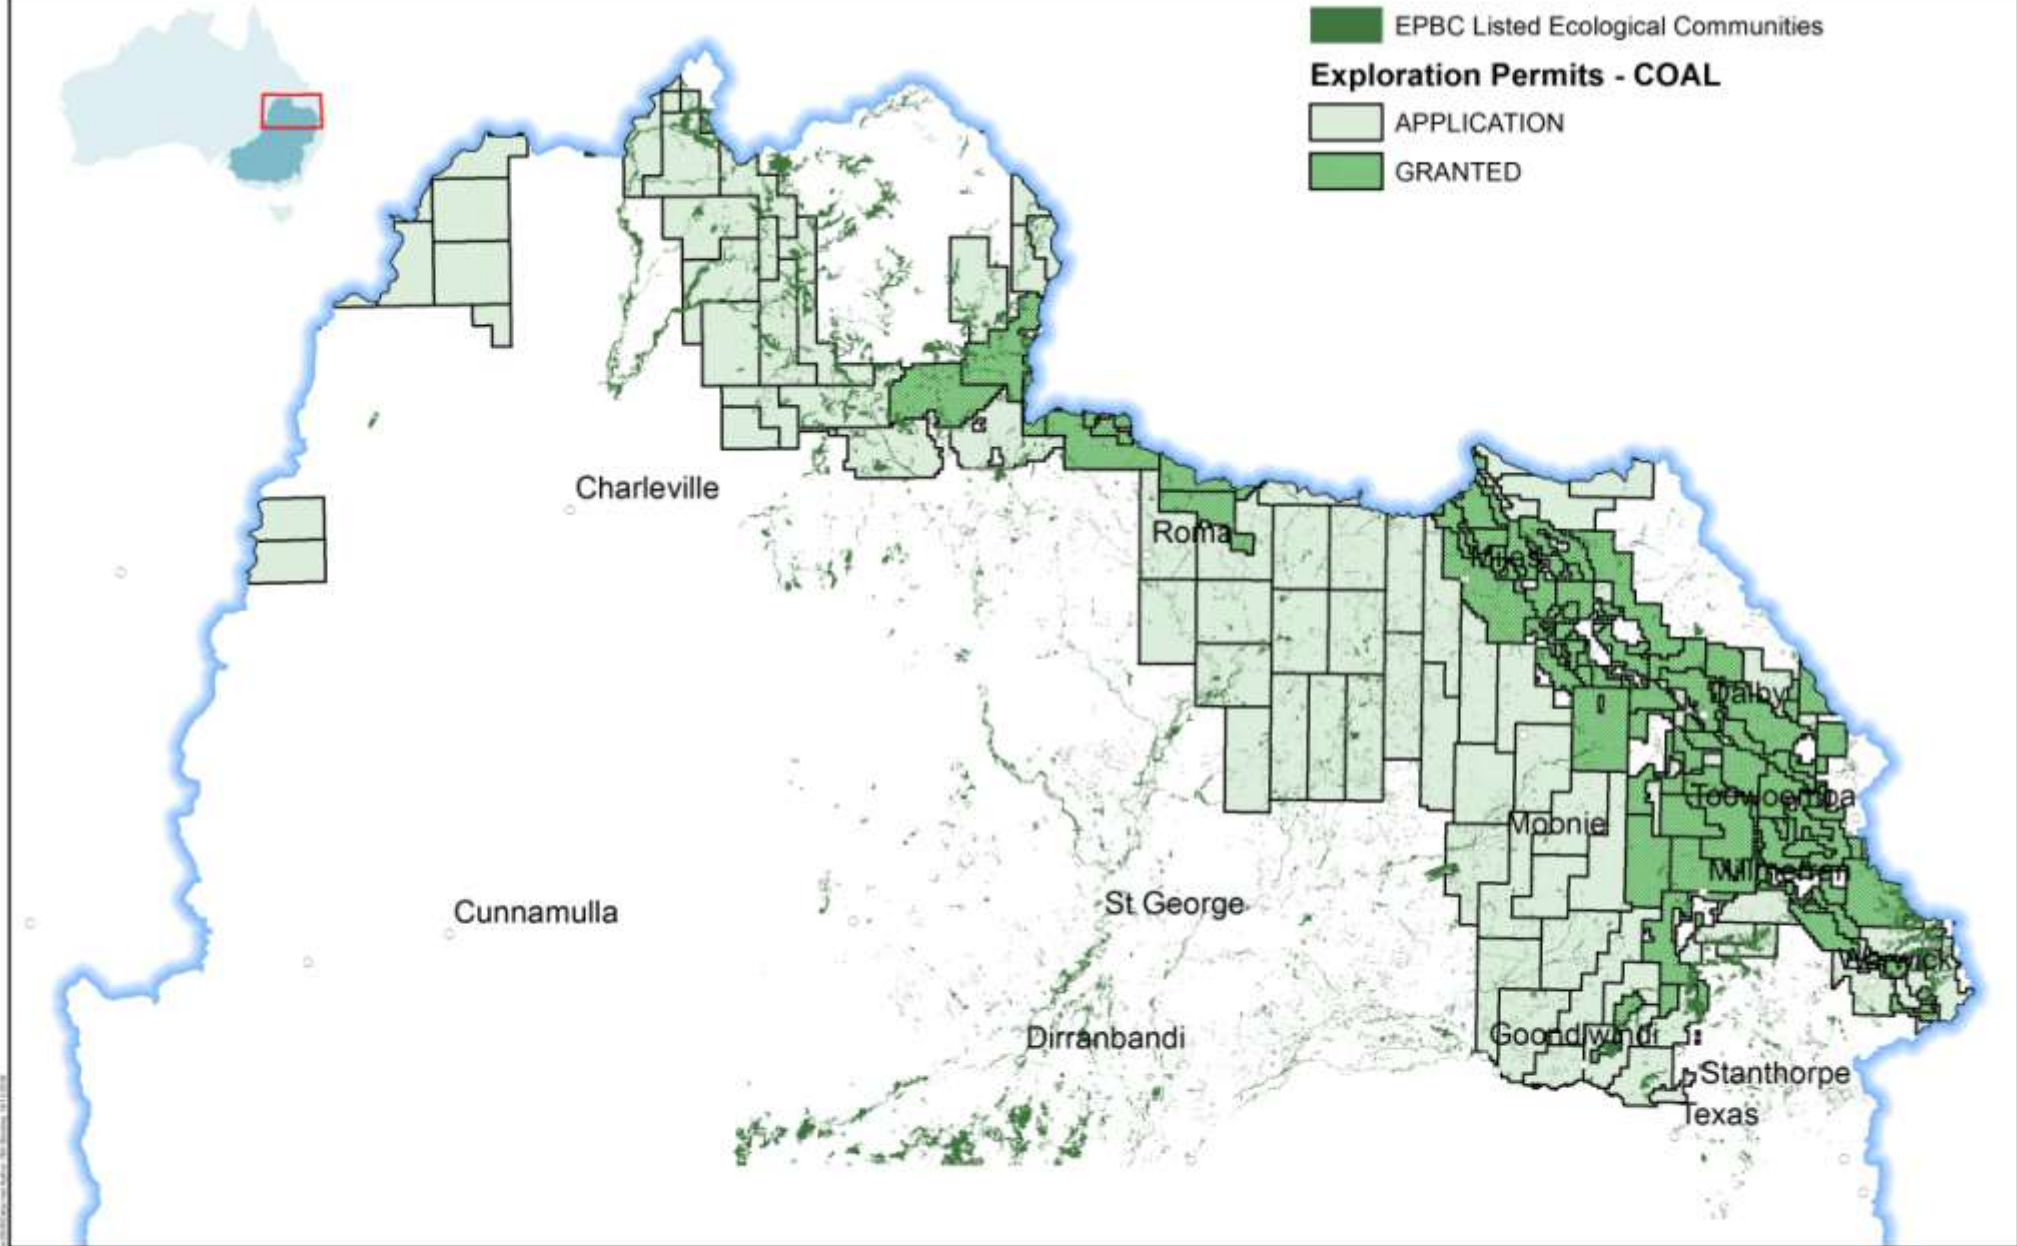 EPBC Listed Ecological Communities
Exploration Permits - COAL
APPLICATION
GRANTED
Charleville
Roma
Miles
Dalby
Toowoomba
Moonie
Millmerran
Cunnamulla
St George
Warwick
Dirranbandi
Goondiwindi
Stanthorpe
Texas